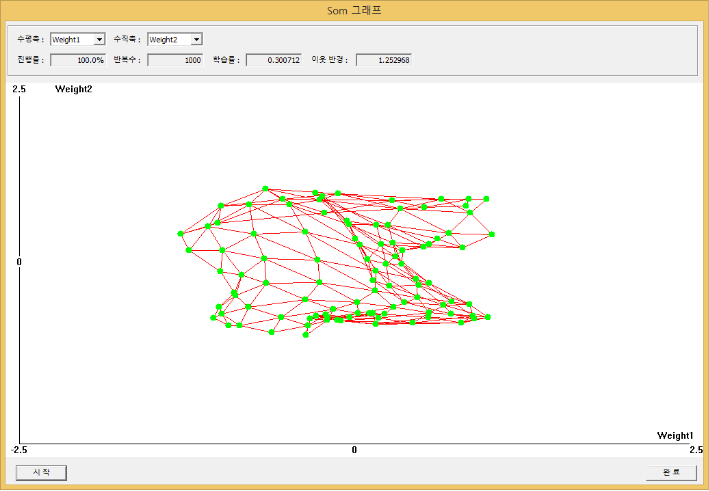 Som 그래프
수평축 : Weight1 수직축 : Weight2
진행률 : 100.0% 반복수 : 1000 학습률 : 0.300712 이웃 반경 : 1.252968
2.5 Weight2
0
Weight1
-2.5 0 2.5
시 작 완 료